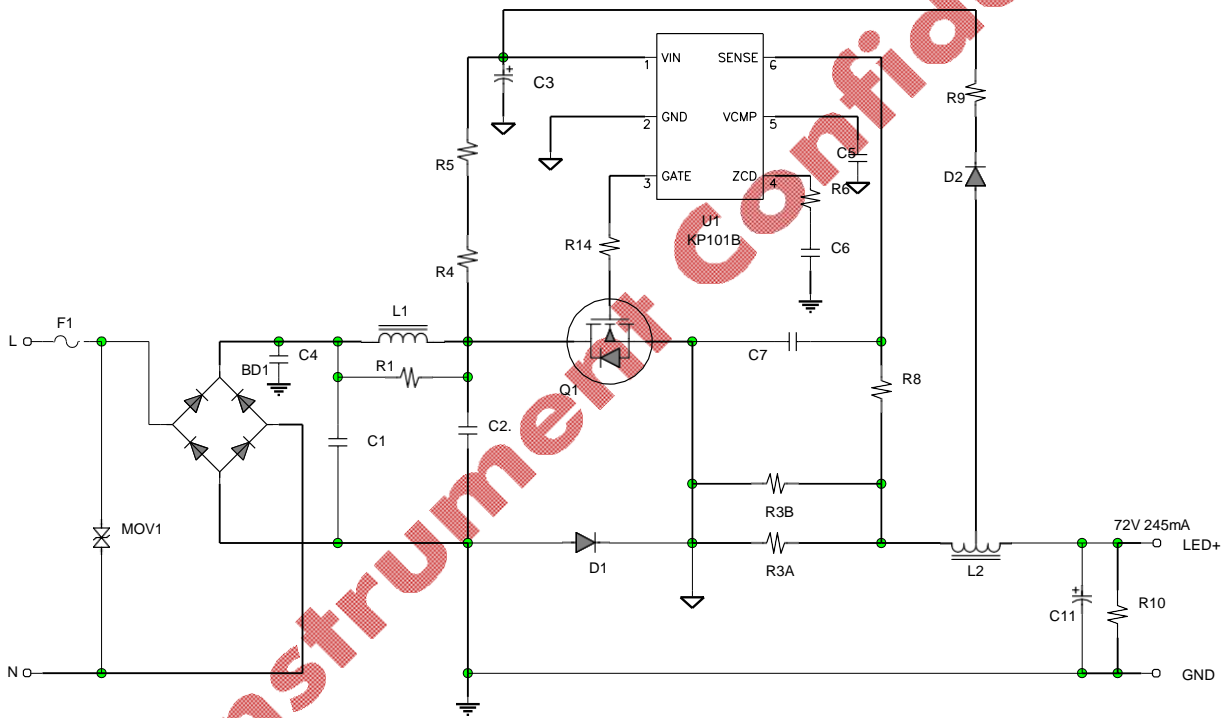 VIN
SENSE
1
6
C3
R9
GND
VCMP
2
5
C5
R5
GATE
ZCD
3
4
R6
D2
U1
KP101B
R14
C6
R4
L1
F1
L
C4
BD1
R1
C7
Q1
R8
C2.
C1
R3B
MOV1
72V 245mA
LED+
D1
R3A
L2
C11
R10
N
GND
nstrument Confid